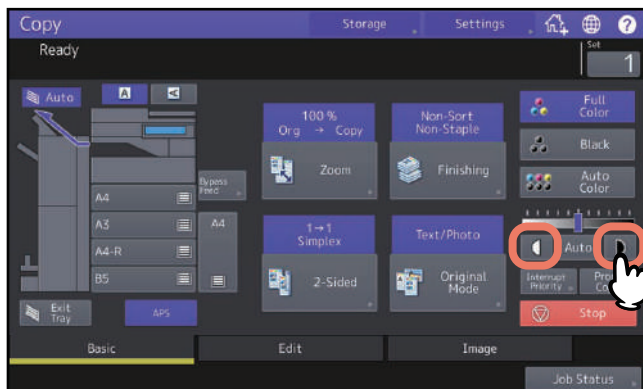 Copy
Storage
Settings
?
Ready
Set
1
Auto
A
A
100 %
Org → Copy
Zoom
Non-Sort
Non-Staple
Finishing
Full
Color
Black
Auto
Color
Bypass
Feed
A4
A3
A4-R
B5
A4
1→1
Simplex
2-Sided
Text/Photo
Original
Mode
Auto
Interrupt
Priority
Stop
Exit
Tray
APS
Basic
Edit
Image
Job Status